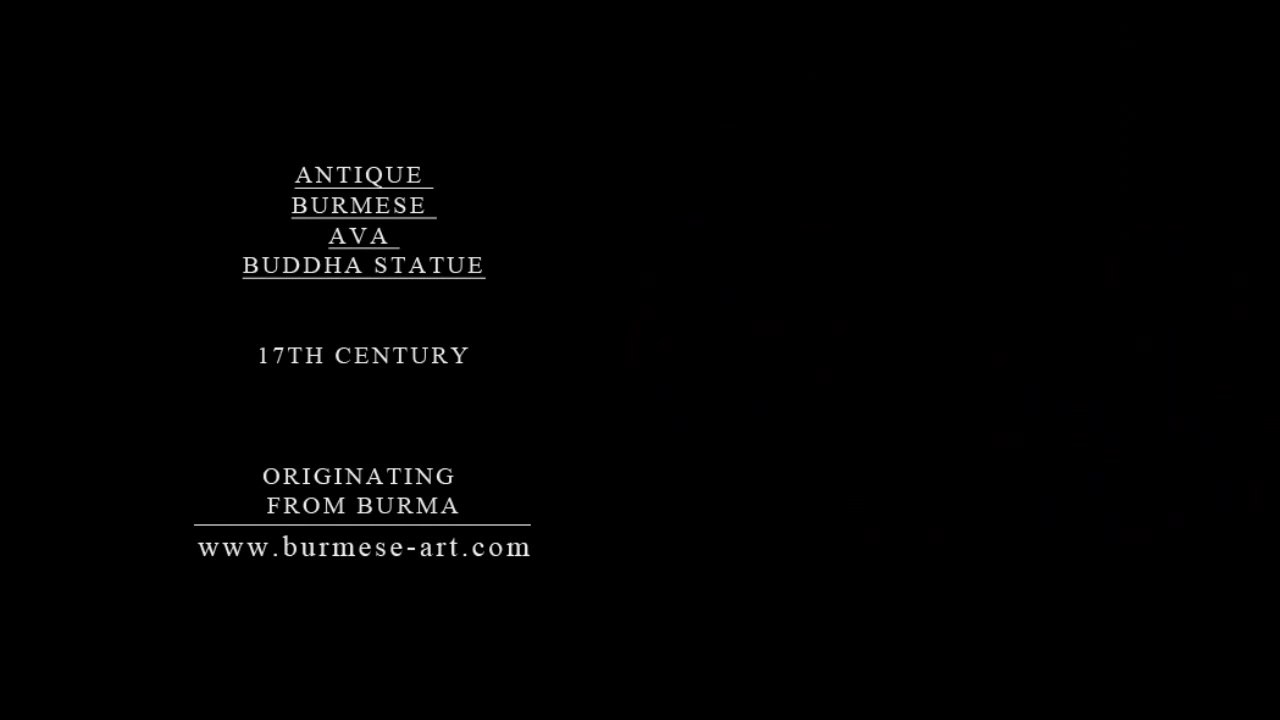 ANTIQUE
BURMESE
AVA
BUDDHA STATUE
17TH CENTURY
ORIGINATING
FROM BURMA
www.burmese-art.com